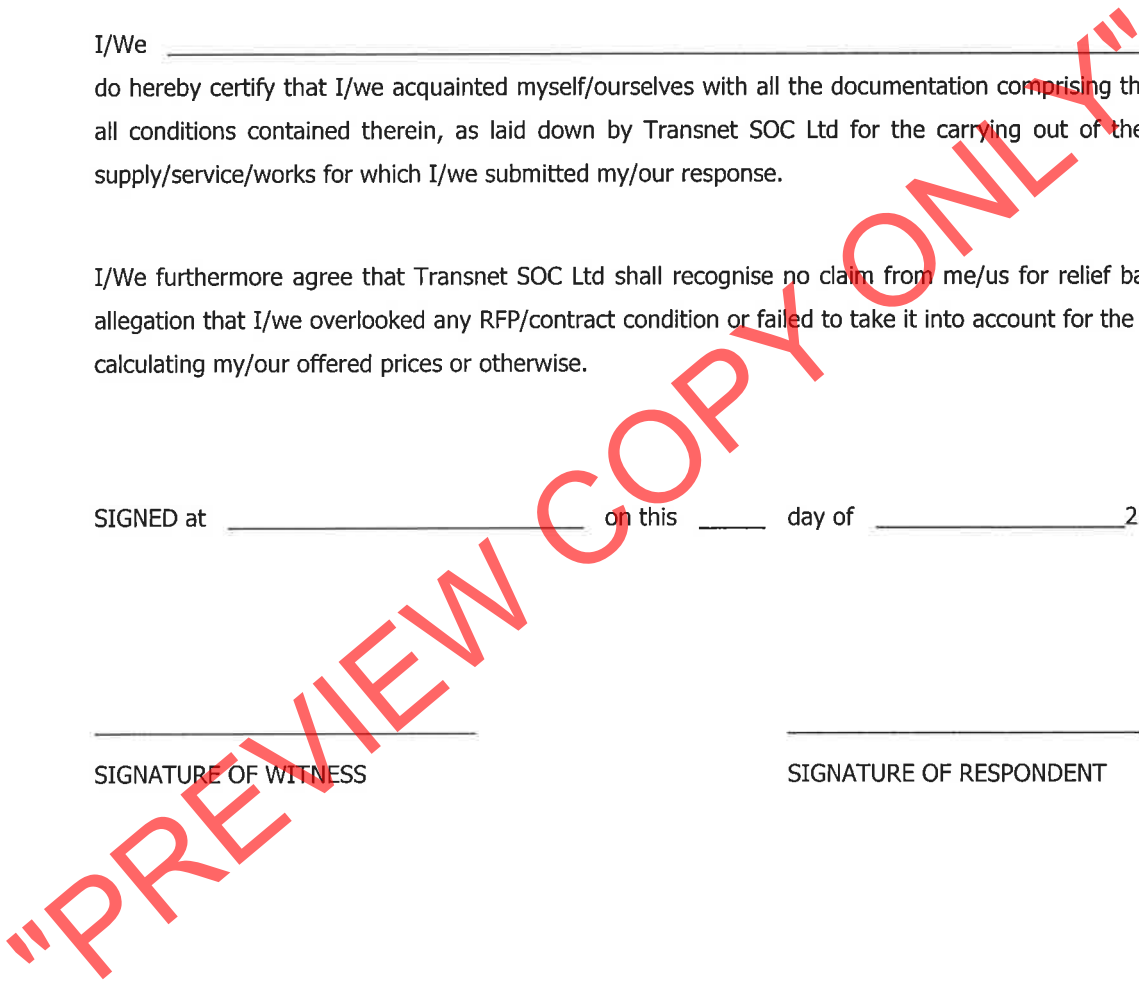 I/We
do hereby certify that I/we acquainted myself/ourselves with all the documentation comprising th
all conditions contained therein, as laid down by Transnet SOC Ltd for the carrying out of the
supply/service/works for which I/we submitted my/our response.
I/We furthermore agree that Transnet SOC Ltd shall recognise no claim from me/us for relief ba
allegation that I/we overlooked any RFP/contract condition or failed to take it into account for the
calculating my/our offered prices or otherwise.
SIGNED at on this day of 2
SIGNATURE OF WITNESS SIGNATURE OF RESPONDENT
"PREVIEW COPY ONLY"